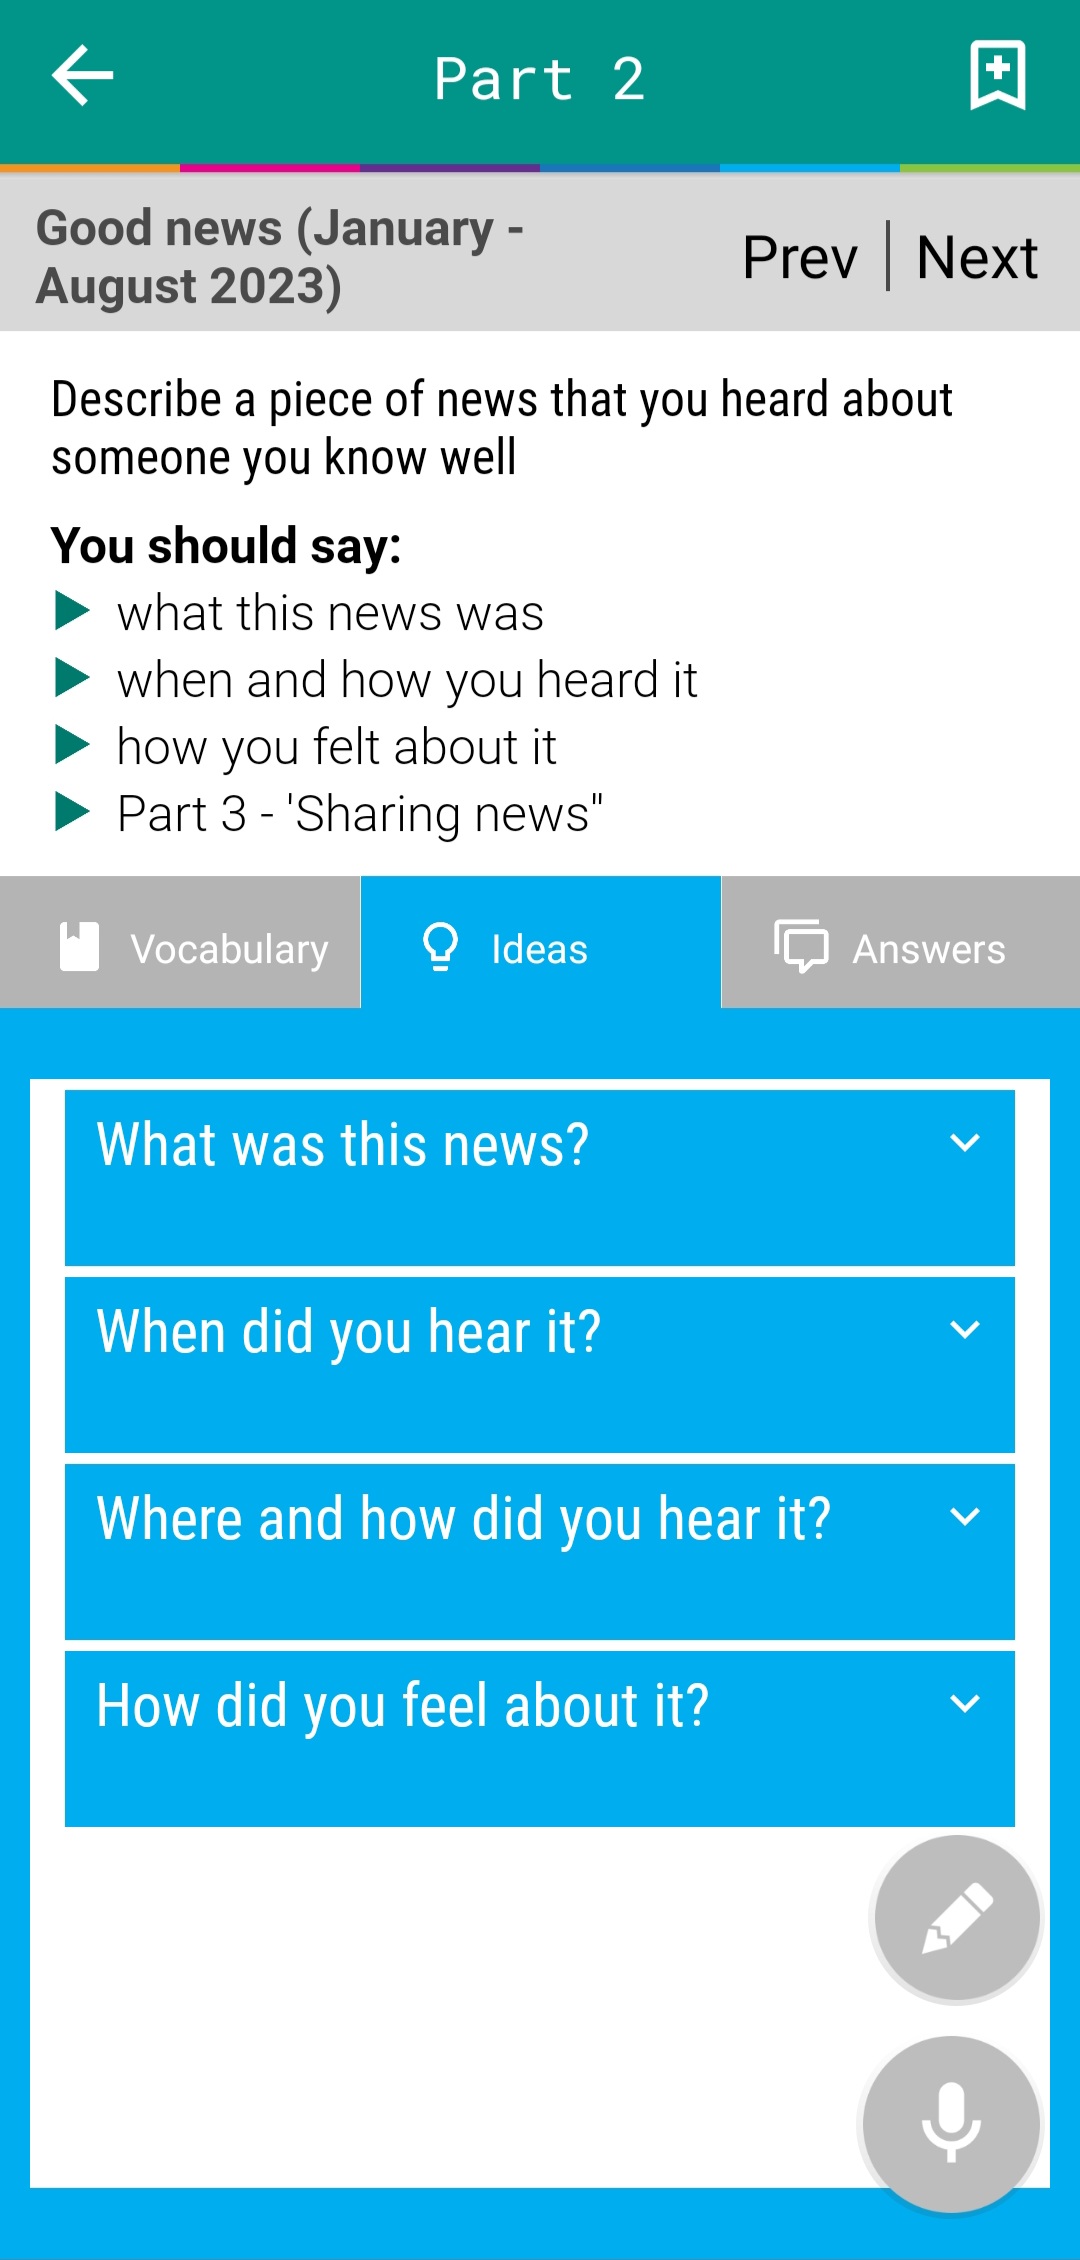 Part 2
Good news (January -
August 2023)
Prev | Next
Describe a piece of news that you heard about
someone you know well
You should say:
what this news was
when and how you heard it
how you felt about it
Part 3 - 'Sharing news"
Vocabulary
Ideas
Answers
What was this news?
When did you hear it?
Where and how did you hear it?
How did you feel about it?